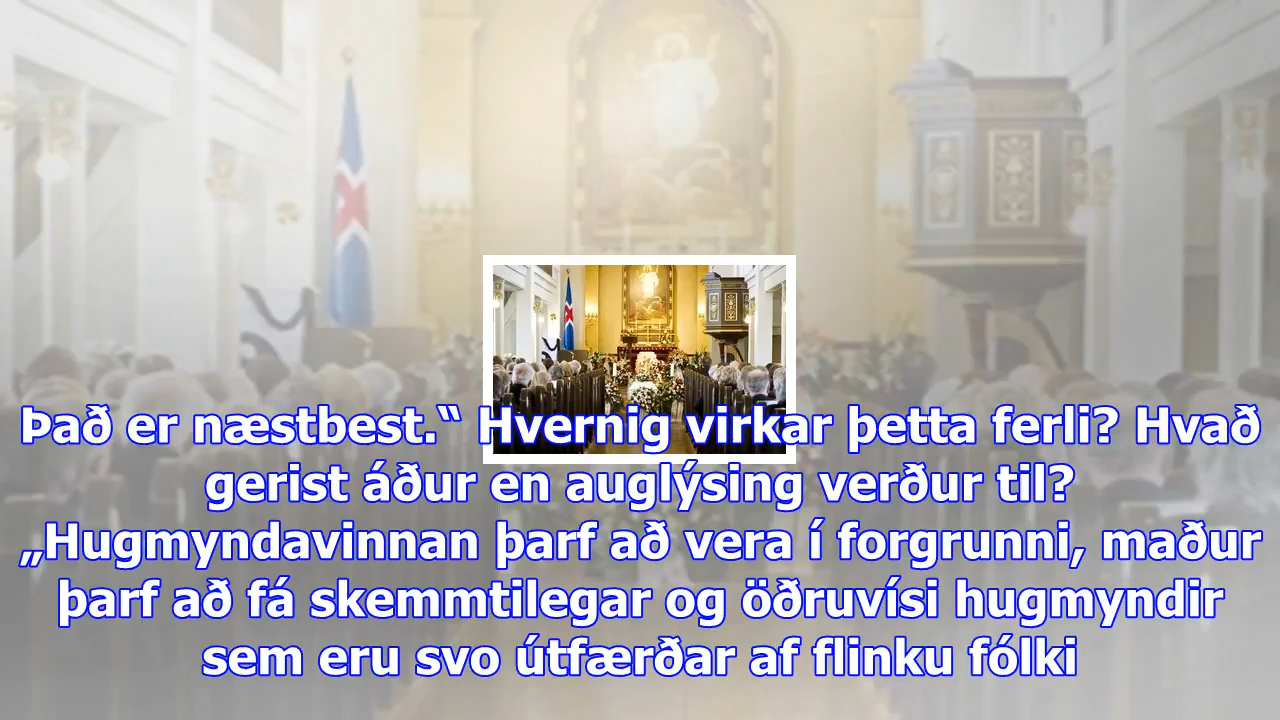 Það er næstbest.“ Hvernig virkar þetta ferli? Hvað
gerist áður en auglýsing verður til?
„Hugmyndavinnan þarf að vera í forgrunni, maður
þarf að fá skemmtilegar og öðruvísi hugmyndir
sem eru svo útfærðar af flinku fólki